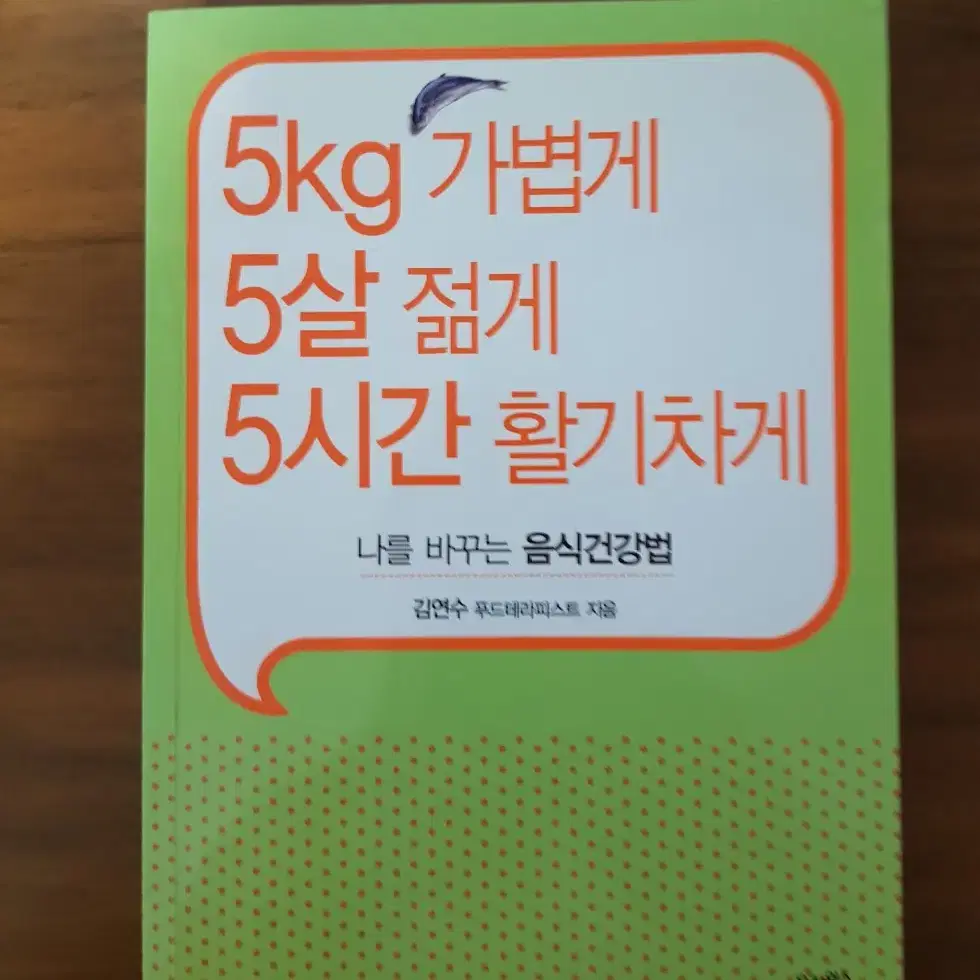 5kg 가볍게
5살 젊게
5시간 활기차게
나를 바꾸는 음식건강법
김연수 푸드테라피스트 지음